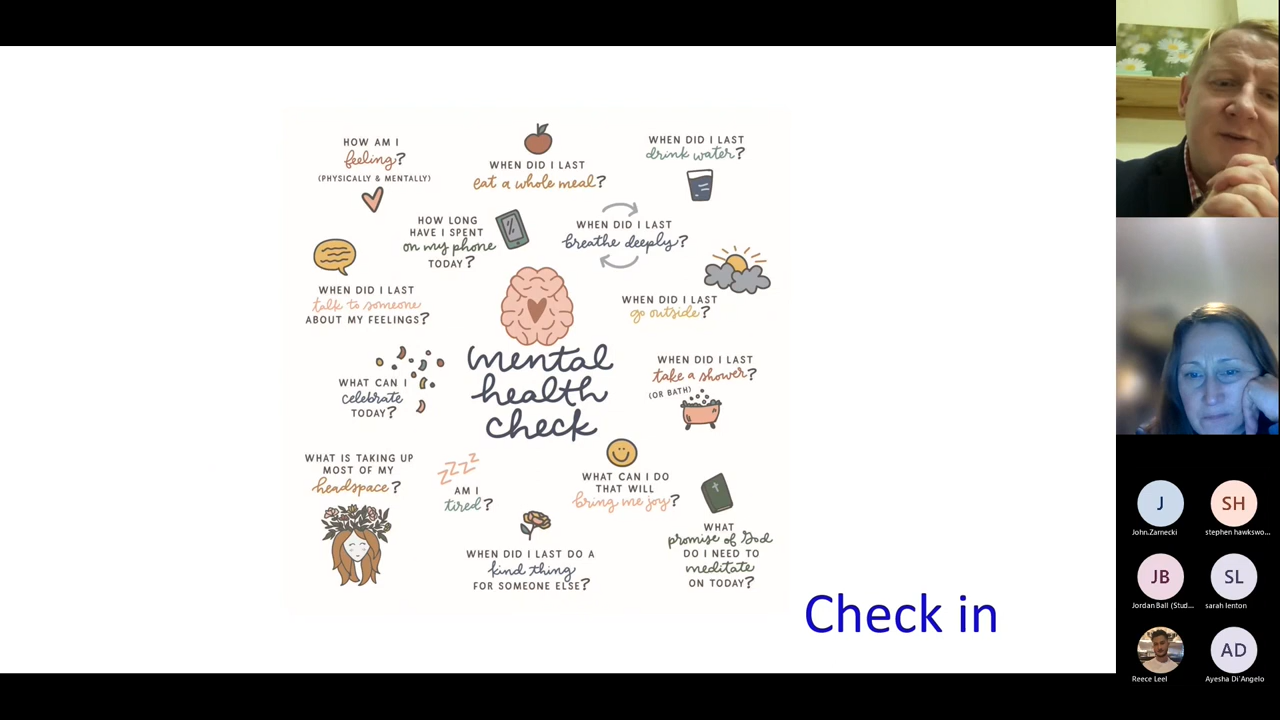 HOW AM I
feeling?
(PHYSICALLY & MENTALLY)
WHEN DID I LAST
eat a whole meal?
WHEN DID I LAST
drink water?
HOW LONG
HAVE I SPENT
on my phone
TODAY?
WHEN DID I LAST
breathe deeply?
WHEN DID I LAST
talk to someone
ABOUT MY FEELINGS?
WHEN DID I LAST
go outside?
mental
health
check
WHAT CAN I
celebrate
TODAY?
WHEN DID I LAST
take a shower?
(OR BATH)
WHAT IS TAKING UP
MOST OF MY
headspace?
ZZZZ
AM I
tired?
WHAT CAN I DO
THAT WILL
bring me joy?
WHEN DID I LAST DO A
kind thing
FOR SOMEONE ELSE?
WHAT
promise of God
DO I NEED TO
meditate
ON TODAY?
Check in
J
John.Zarnecki
SH
stephen hawkswo...
JB
Jordan Ball (Stud...
SL
sarah lenton
Reece Leel
AD
Ayesha Di'Angelo